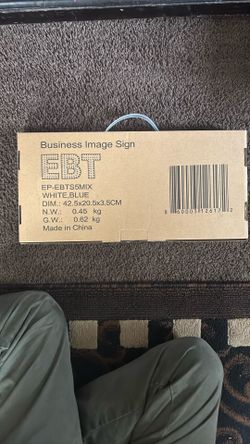 Business Image Sign
EBT
EP-EBTS5MIX
WHITE,BLUE
DIM.: 42.5x20.5x3.5CM
N.W.: 0.45 kg
G.W.: 0.62 kg
Made in China